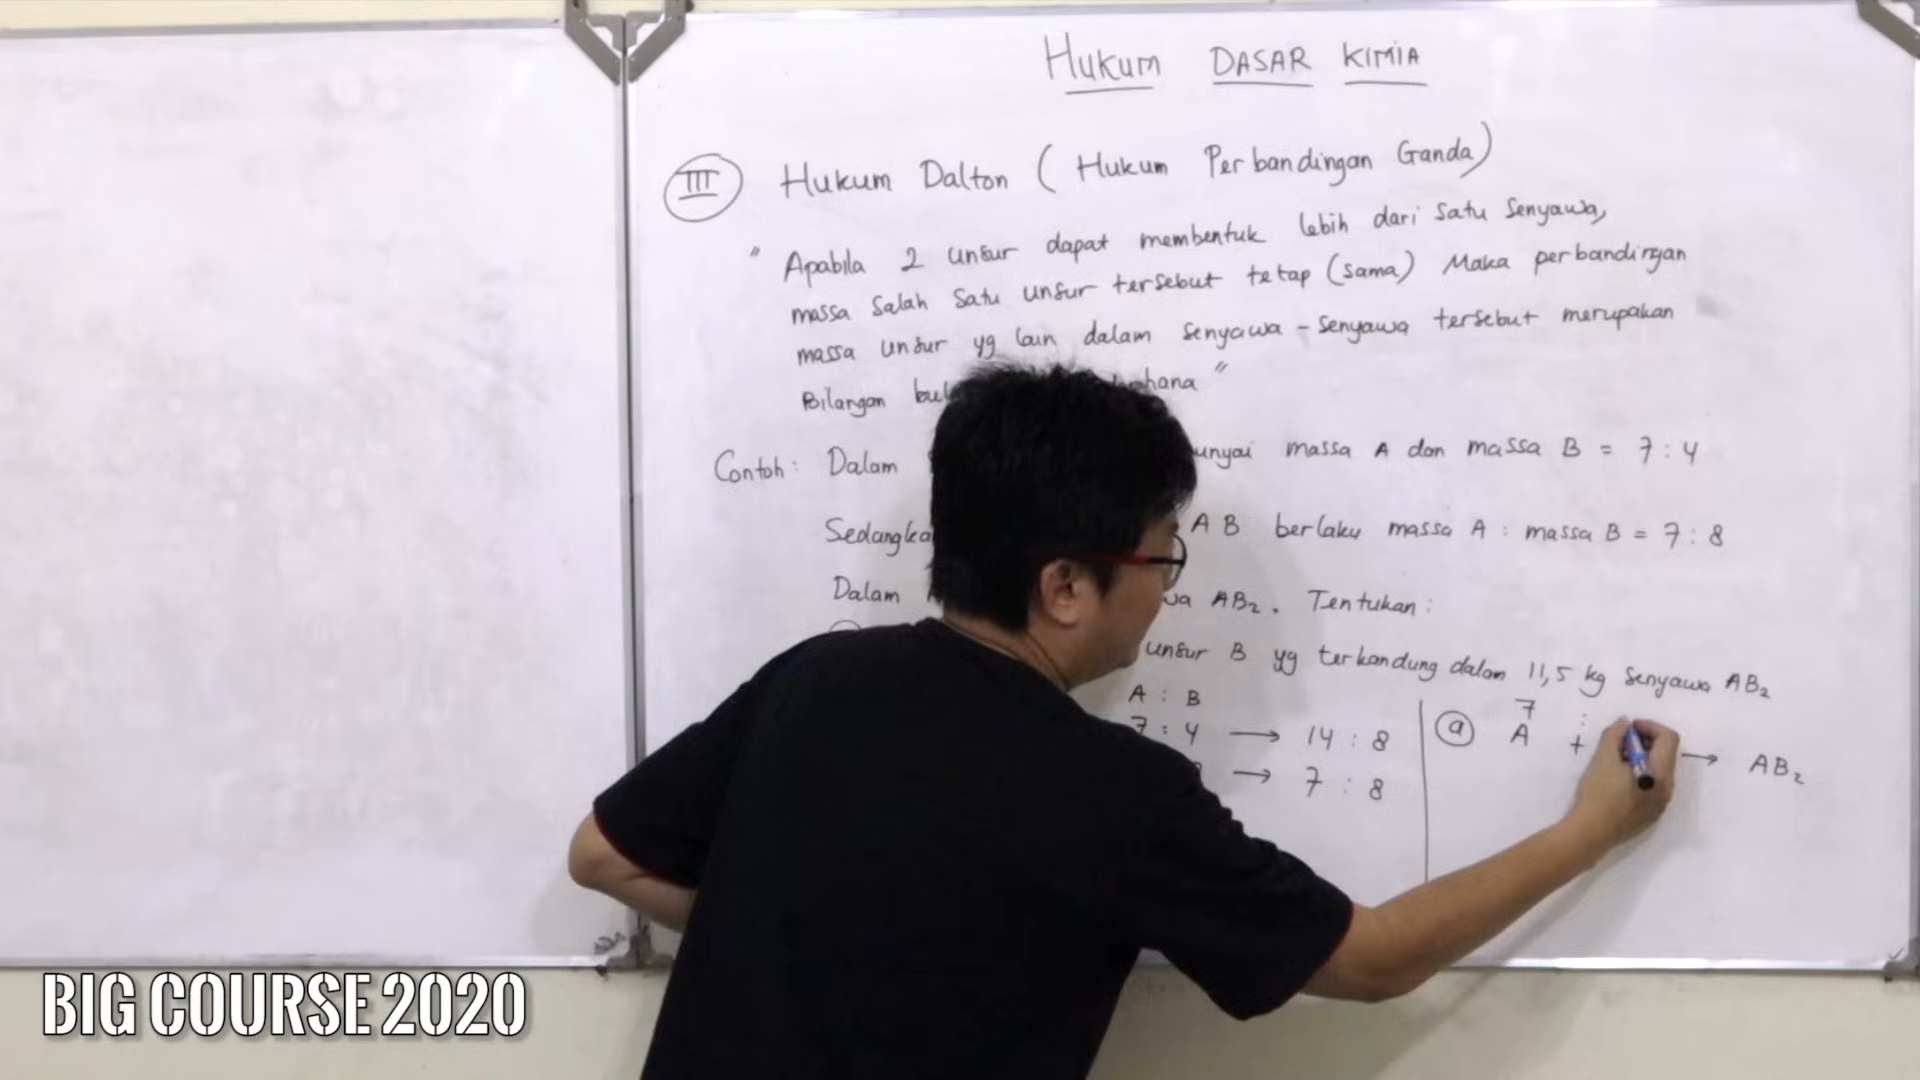 HUKUM DASAR KIMIA
III Hukum Dalton ( Hukum Perbandingan Ganda)
" Apabila 2 unsur dapat membentuk lebih dari satu senyawa,
massa salah satu unsur tersebut tetap (sama) Maka perbandingan
massa unsur yg lain dalam senyawa - senyawa tersebut merupakan
Bilangan "
Contoh : Dalam massa A dan massa B = 7 : 4
A B berlaku massa A : massa B = 7 : 8
Dalam AB2 . Tentukan :
unsur B yg terkandung dalam 11,5 kg senyawa AB2
A : B
7 : 4 → 14 : 8
→ 7 : 8
a
7 :
A + → AB2
BIG COURSE 2020